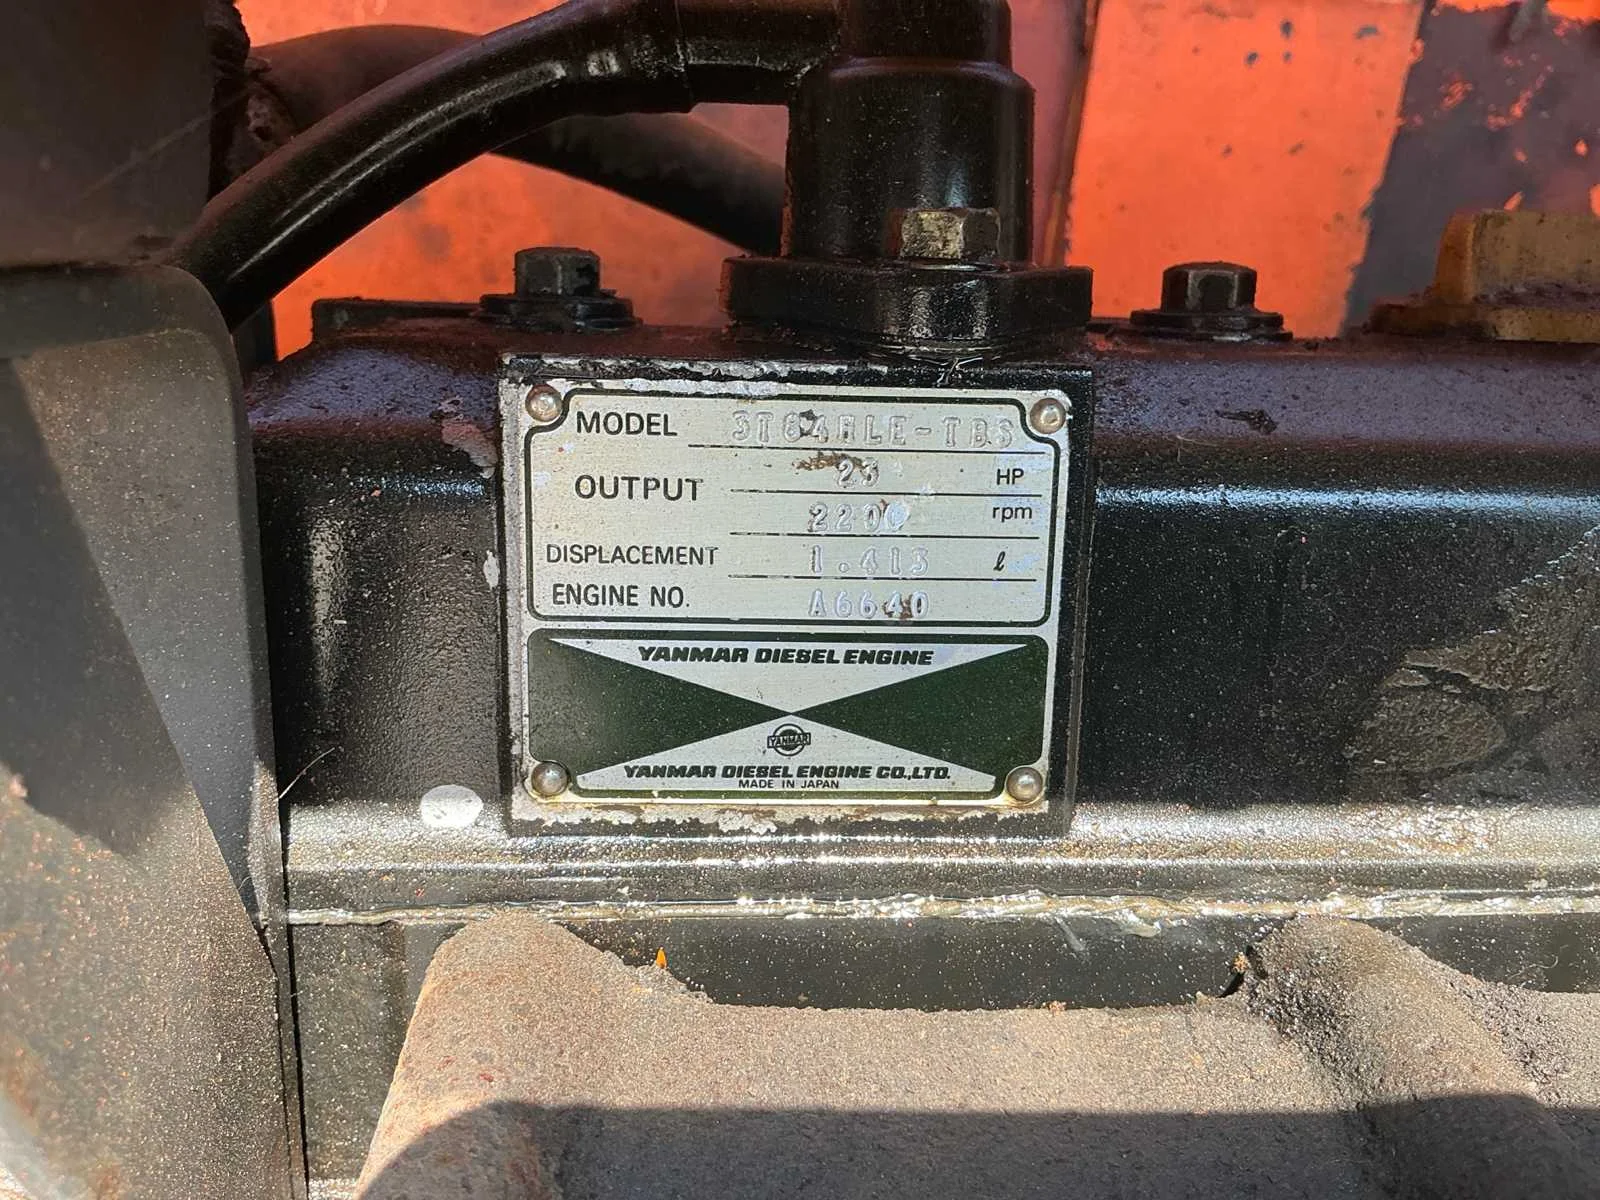 MODEL 3T84HLE-TBS
OUTPUT 23 HP
2200 rpm
DISPLACEMENT 1.413 ℓ
ENGINE NO. A6640
YANMAR DIESEL ENGINE
YANMAR
YANMAR DIESEL ENGINE CO.,LTD.
MADE IN JAPAN